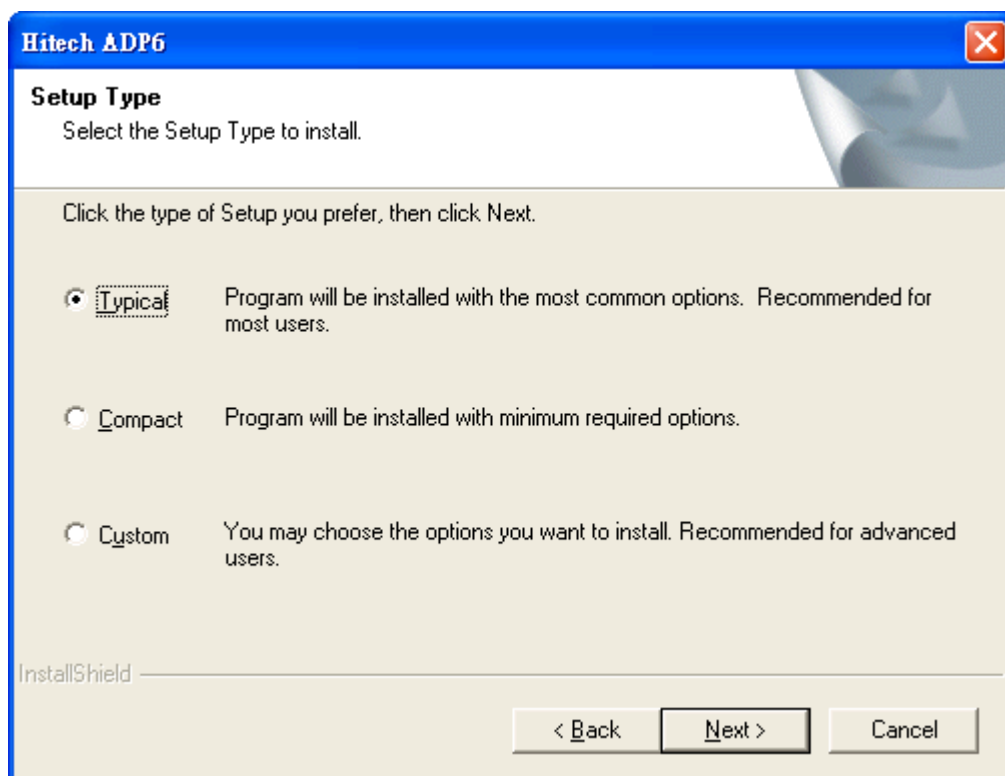 Hitech ADP6
Setup Type
Select the Setup Type to install.
Click the type of Setup you prefer, then click Next.
Typical
Program will be installed with the most common options.  Recommended for
most users.
Compact
Program will be installed with minimum required options.
Custom
You may choose the options you want to install. Recommended for advanced
users.
InstallShield
< Back
Next >
Cancel